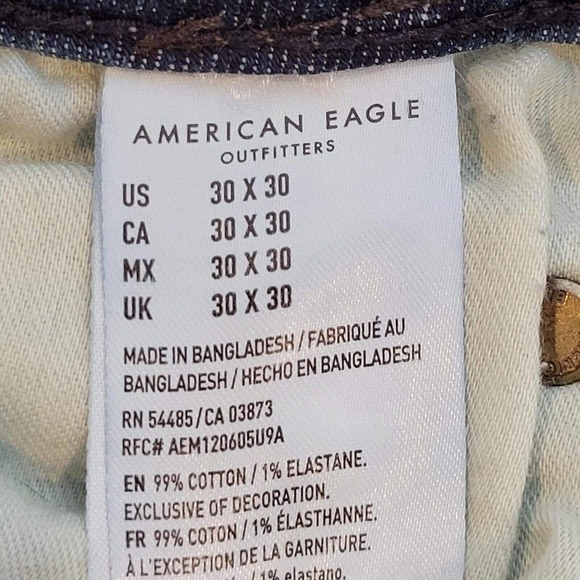 AMERICAN EAGLE
OUTFITTERS
US 30 X 30
CA 30 X 30
MX 30 X 30
UK 30 X 30
MADE IN BANGLADESH / FABRIQUÉ AU
BANGLADESH / HECHO EN BANGLADESH
RN 54485 / CA 03873
RFC# AEM120605U9A
EN 99% COTTON / 1% ELASTANE.
EXCLUSIVE OF DECORATION.
FR 99% COTON / 1% ÉLASTHANNE.
À L'EXCEPTION DE LA GARNITURE.
/ 1% elastano.